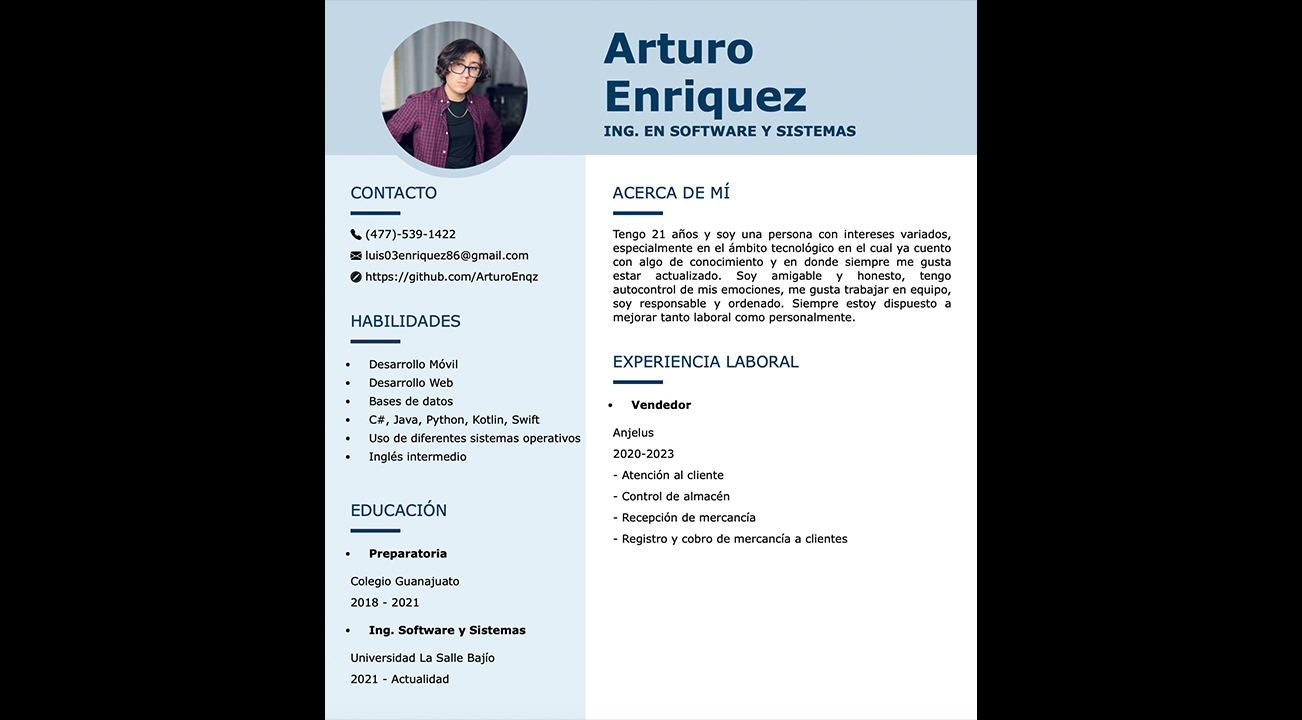 Arturo
Enriquez
ING. EN SOFTWARE Y SISTEMAS
CONTACTO
(477)-539-1422
luis03enriquez86@gmail.com
https://github.com/ArturoEnqz
HABILIDADES
• Desarrollo Móvil
• Desarrollo Web
• Bases de datos
• C#, Java, Python, Kotlin, Swift
• Uso de diferentes sistemas operativos
• Inglés intermedio
EDUCACIÓN
• Preparatoria
Colegio Guanajuato
2018 - 2021
• Ing. Software y Sistemas
Universidad La Salle Bajío
2021 - Actualidad
ACERCA DE MÍ
Tengo 21 años y soy una persona con intereses variados,
especialmente en el ámbito tecnológico en el cual ya cuento
con algo de conocimiento y en donde siempre me gusta
estar actualizado. Soy amigable y honesto, tengo
autocontrol de mis emociones, me gusta trabajar en equipo,
soy responsable y ordenado. Siempre estoy dispuesto a
mejorar tanto laboral como personalmente.
EXPERIENCIA LABORAL
• Vendedor
Anjelus
2020-2023
- Atención al cliente
- Control de almacén
- Recepción de mercancía
- Registro y cobro de mercancía a clientes